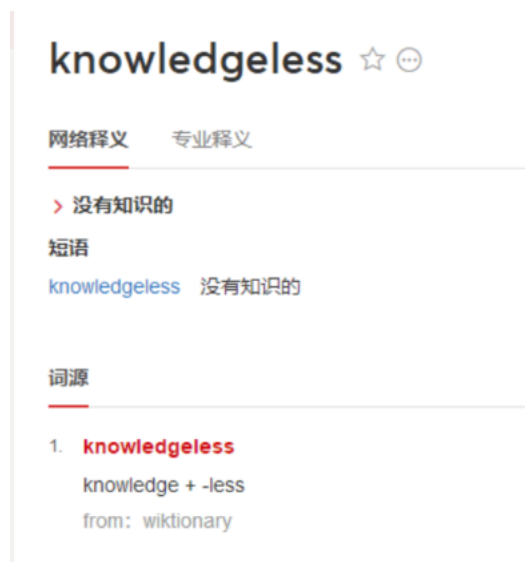 knowledgeless
网络释义 专业释义
> 没有知识的
短语
knowledgeless 没有知识的
词源
1. knowledgeless
knowledge + -less
from: wiktionary